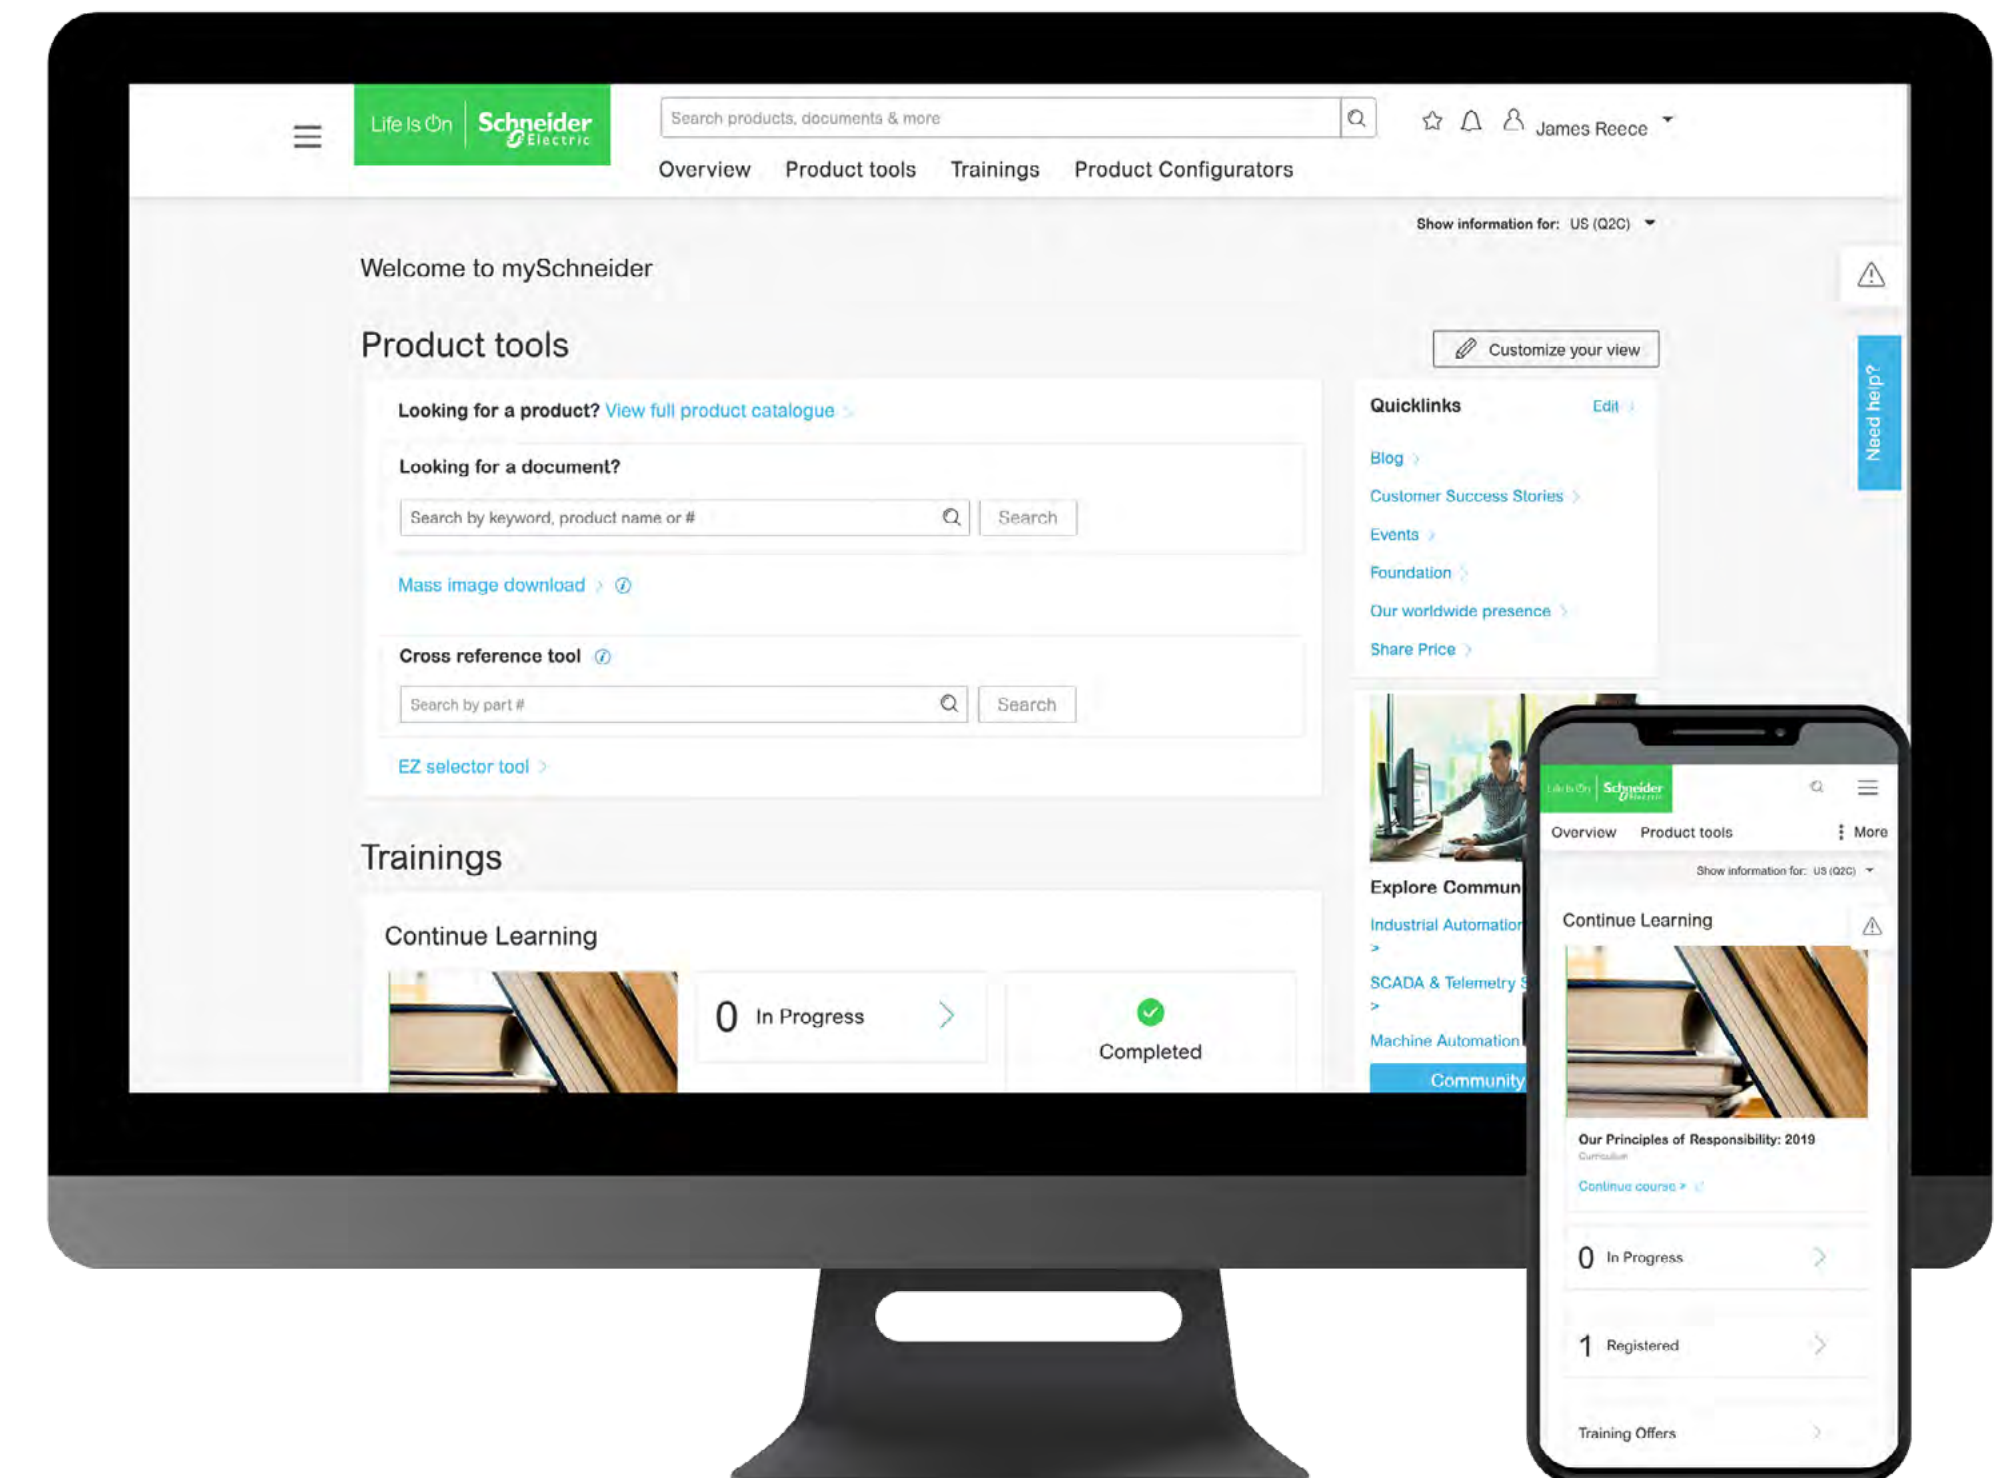 Life Is On | Schneider Electric
Search products, documents & more
James Reece
Overview Product tools Trainings Product Configurators
Show information for: US (Q2C)
Welcome to mySchneider
Product tools
Customize your view
Need help?
Looking for a product? View full product catalogue >
Looking for a document?
Search by keyword, product name or #
Search
Mass image download >
Cross reference tool
Search by part #
Search
EZ selector tool >
Quicklinks
Edit >
Blog >
Customer Success Stories >
Events >
Foundation >
Our worldwide presence >
Share Price >
Explore Commun
Industrial Automation
>
SCADA & Telemetry S
>
Machine Automation
Community
Trainings
Continue Learning
0 In Progress >
Completed
Life Is On | Schneider Electric
Overview Product tools More
Show information for: US (Q2C)
Continue Learning
Our Principles of Responsibility: 2019
Curriculum
Continue course >
0 In Progress >
1 Registered >
Training Offers >